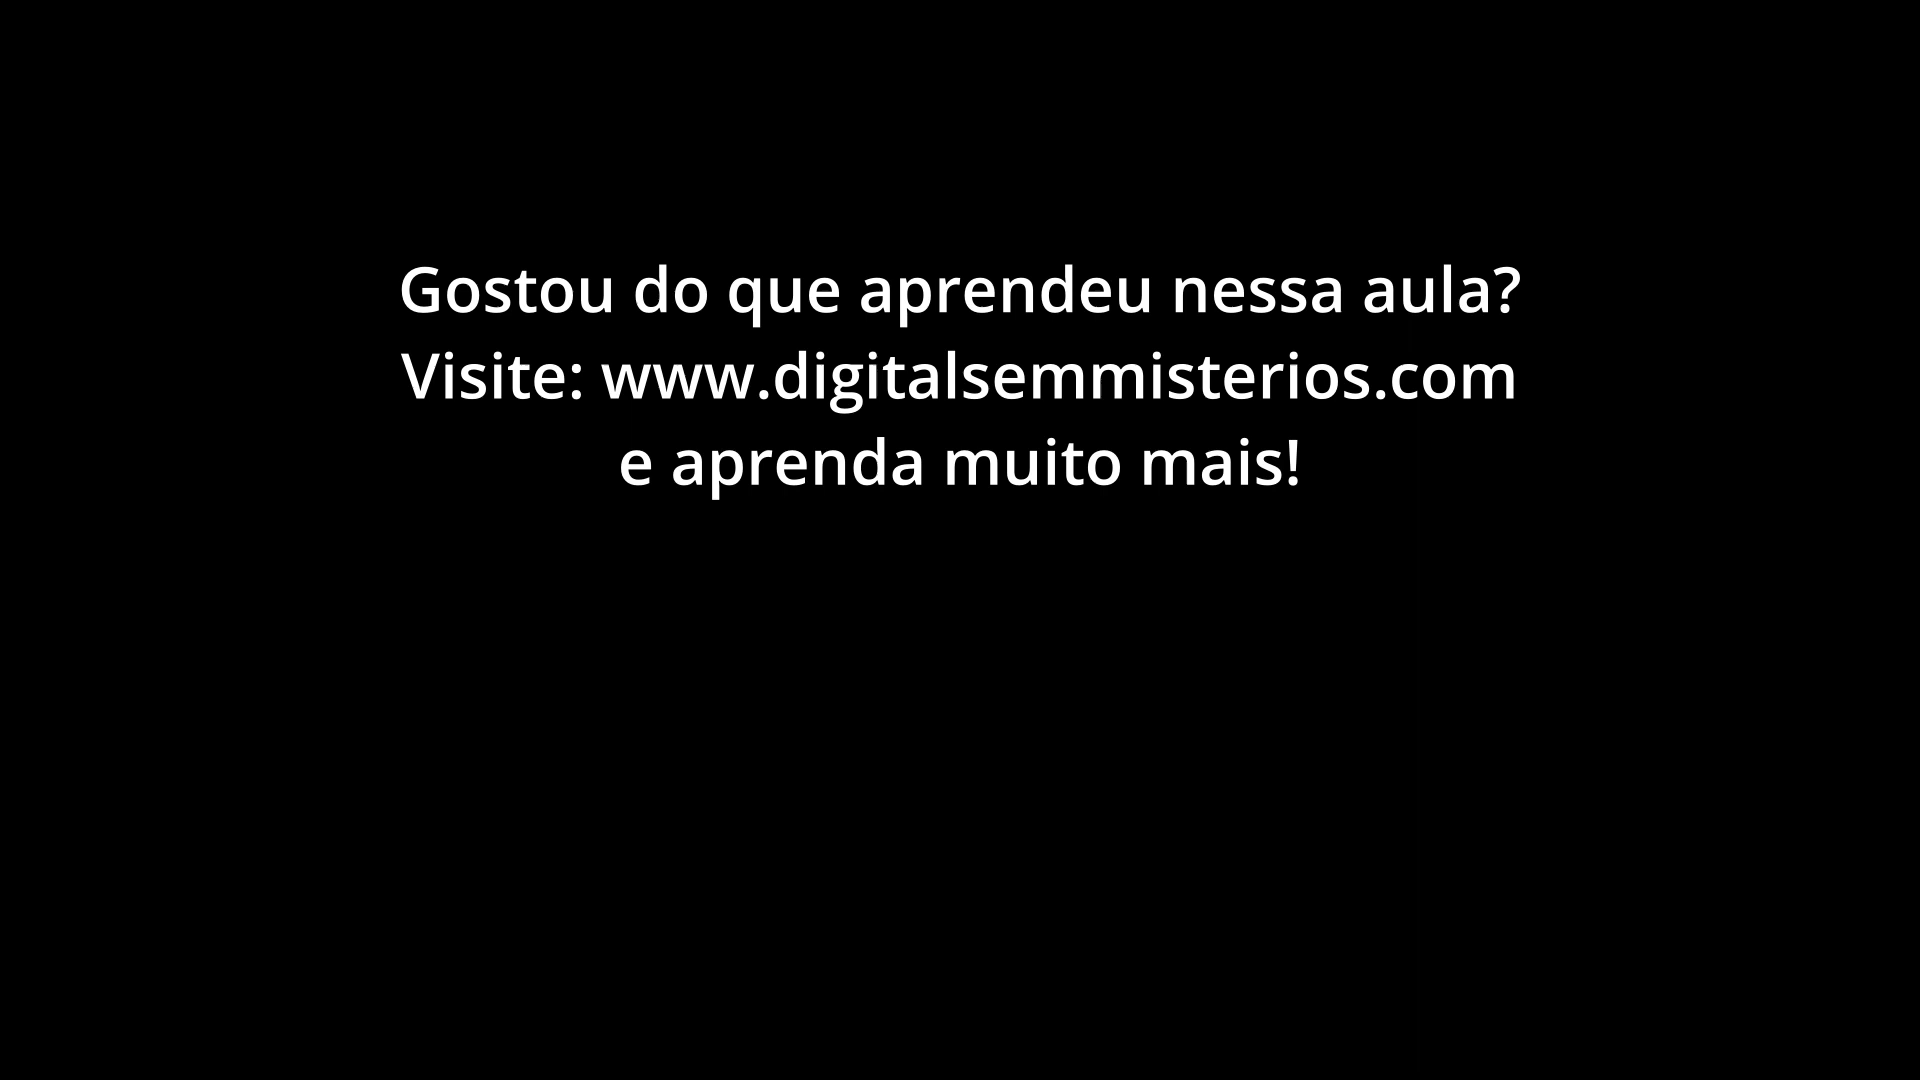 Gostou do que aprendeu nessa aula?
Visite: www.digitalsemmisterios.com
e aprenda muito mais!